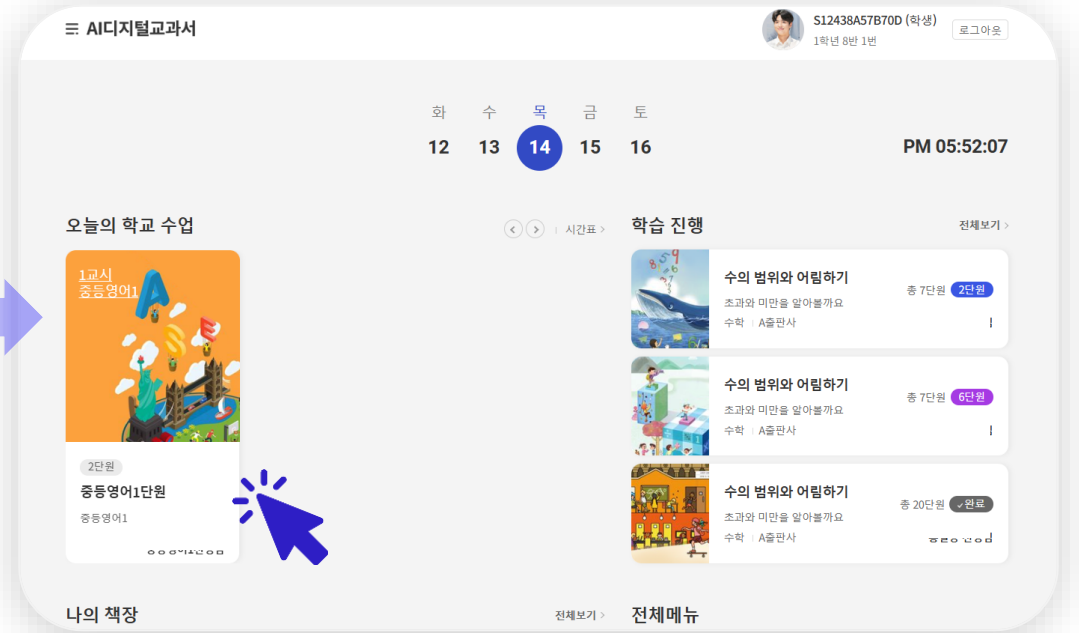 ☰ AI디지털교과서
S12438A57B70D (학생)
1학년 8반 1번
로그아웃
화 수 목 금 토
12 13 14 15 16
PM 05:52:07
오늘의 학교 수업
시간표 >
1교시
중등영어1
2단원
중등영어1단원
중등영어1
학습 진행
전체보기 >
수의 범위와 어림하기
초과와 미만을 알아볼까요
수학 | A출판사
총 7단원 2단원
수의 범위와 어림하기
초과와 미만을 알아볼까요
수학 | A출판사
총 7단원 6단원
수의 범위와 어림하기
초과와 미만을 알아볼까요
수학 | A출판사
총 20단원 ✓완료
나의 책장
전체보기 >
전체메뉴